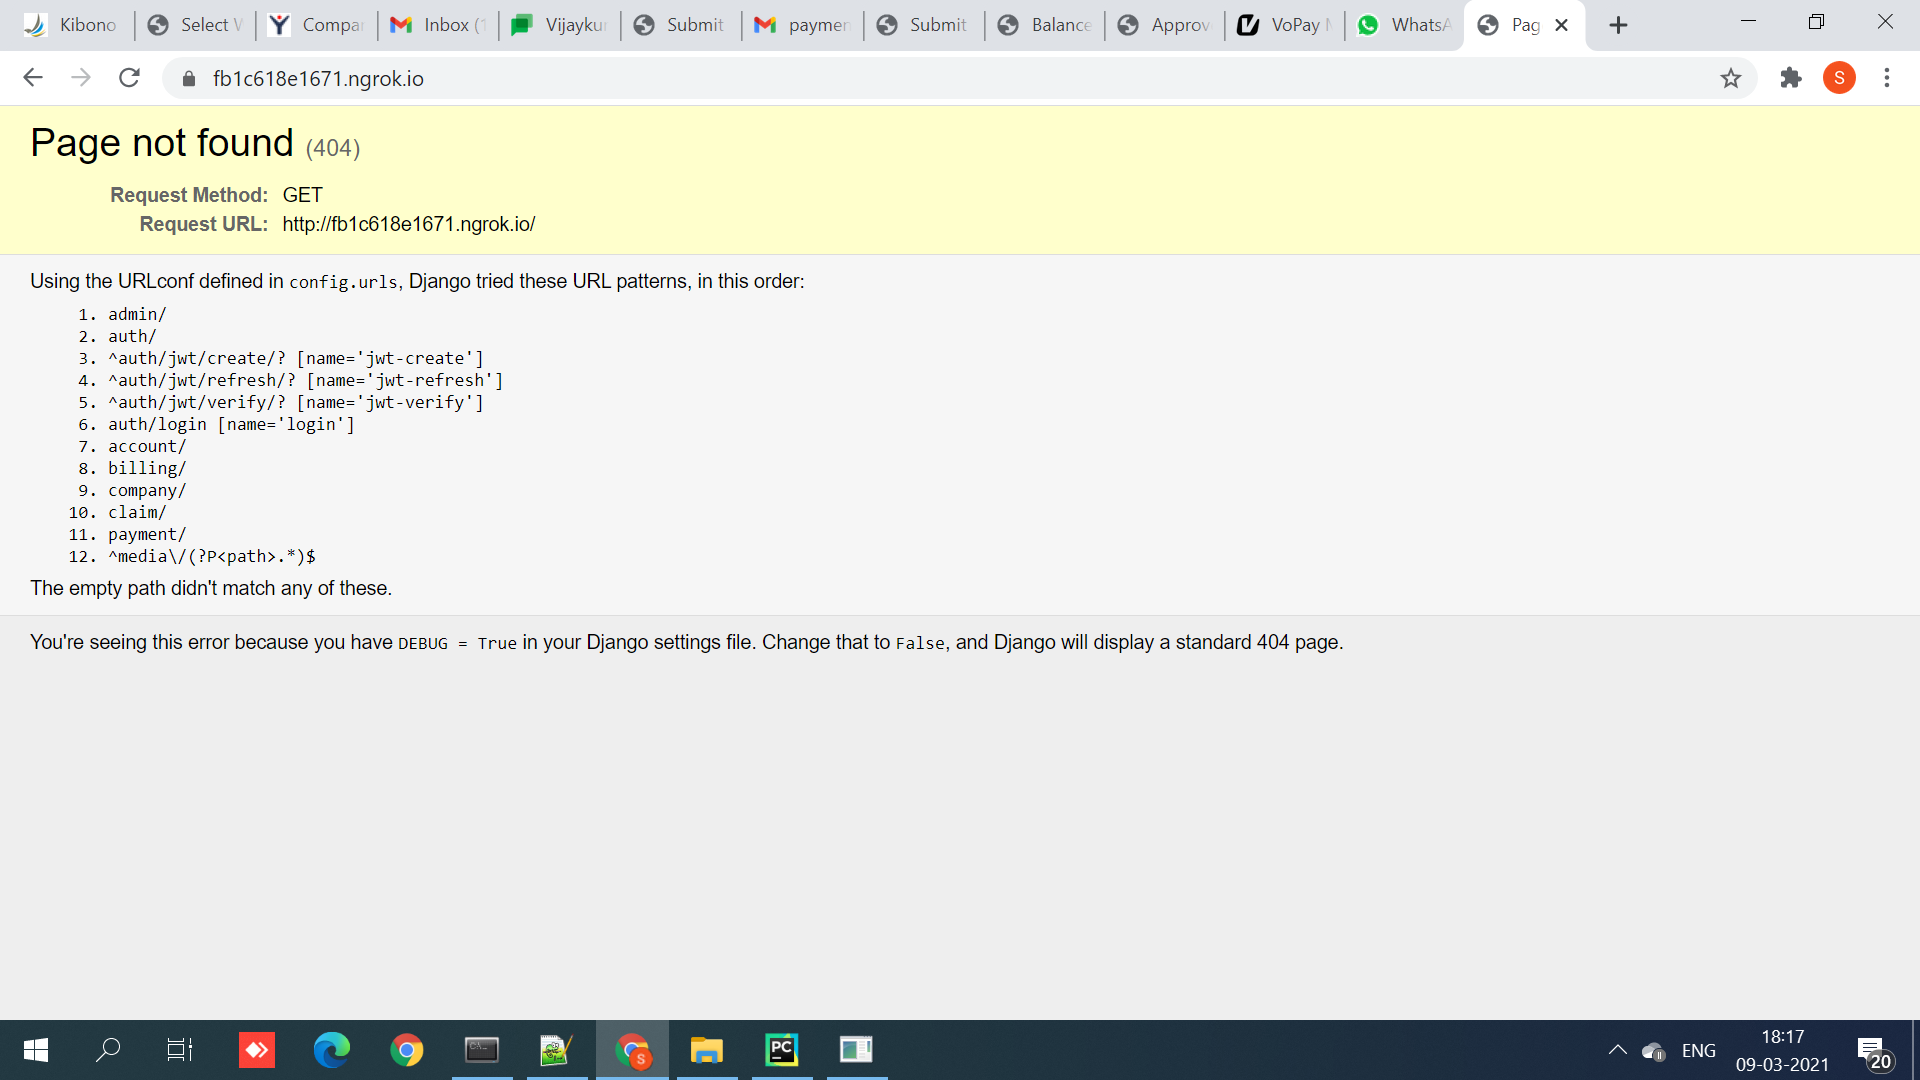 Kibono
Select
Compa
Inbox (1
Vijayku
Submit
paymen
Submit
Balance
Approv
VoPay
WhatsA
Pag
fb1c618e1671.ngrok.io
S
Page not found (404)
Request Method: GET
Request URL: http://fb1c618e1671.ngrok.io/
Using the URLconf defined in config.urls, Django tried these URL patterns, in this order:
1. admin/
2. auth/
3. ^auth/jwt/create/? [name='jwt-create']
4. ^auth/jwt/refresh/? [name='jwt-refresh']
5. ^auth/jwt/verify/? [name='jwt-verify']
6. auth/login [name='login']
7. account/
8. billing/
9. company/
10. claim/
11. payment/
12. ^media\/(?P<path>.*)$
The empty path didn't match any of these.
You're seeing this error because you have DEBUG = True in your Django settings file. Change that to False, and Django will display a standard 404 page.
S
PC
ENG
18:17
09-03-2021
20